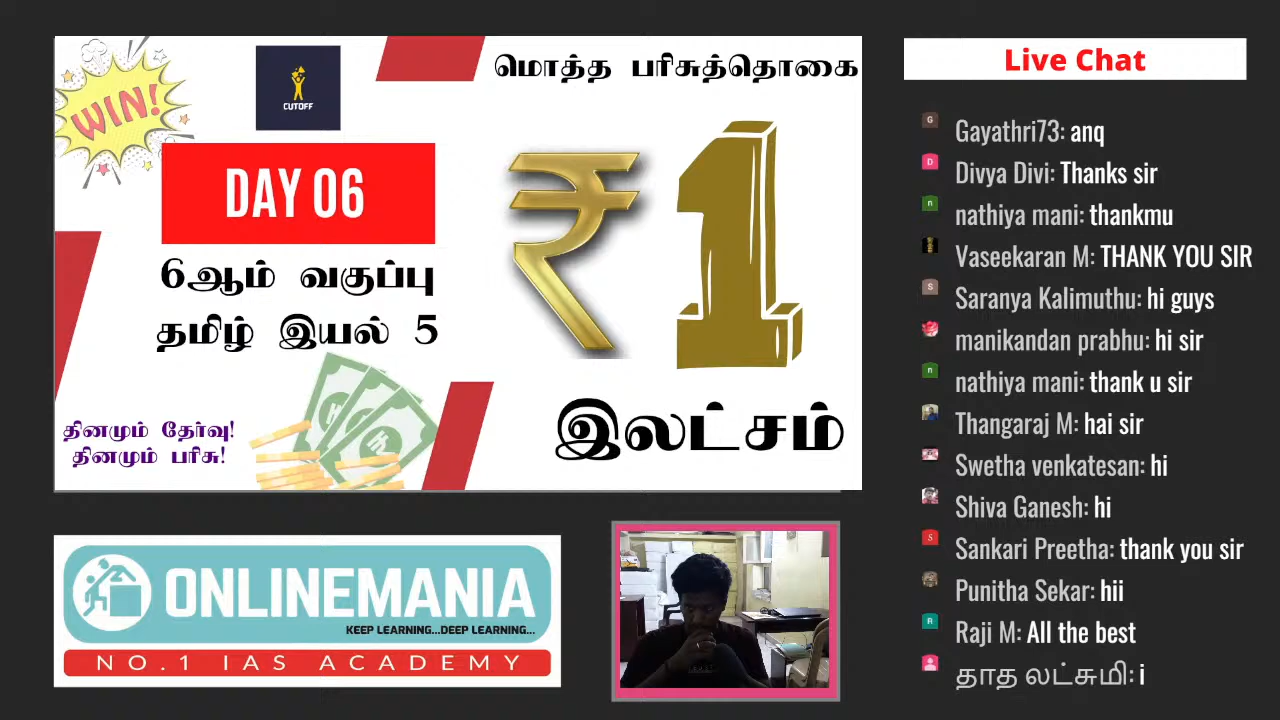 WIN!
CUTOFF
DAY 06
6ஆம் வகுப்பு
தமிழ் இயல் 5
தினமும் தேர்வு!
தினமும் பரிசு!
மொத்த பரிசுத்தொகை
₹1
இலட்சம்
ONLINEMANIA
KEEP LEARNING...DEEP LEARNING...
NO.1 IAS ACADEMY
Live Chat
G Gayathri73: anq
D Divya Divi: Thanks sir
n nathiya mani: thankmu
Vaseekaran M: THANK YOU SIR
S Saranya Kalimuthu: hi guys
manikandan prabhu: hi sir
n nathiya mani: thank u sir
Thangaraj M: hai sir
Swetha venkatesan: hi
Shiva Ganesh: hi
S Sankari Preetha: thank you sir
Punitha Sekar: hii
R Raji M: All the best
தாத லட்சுமி: i